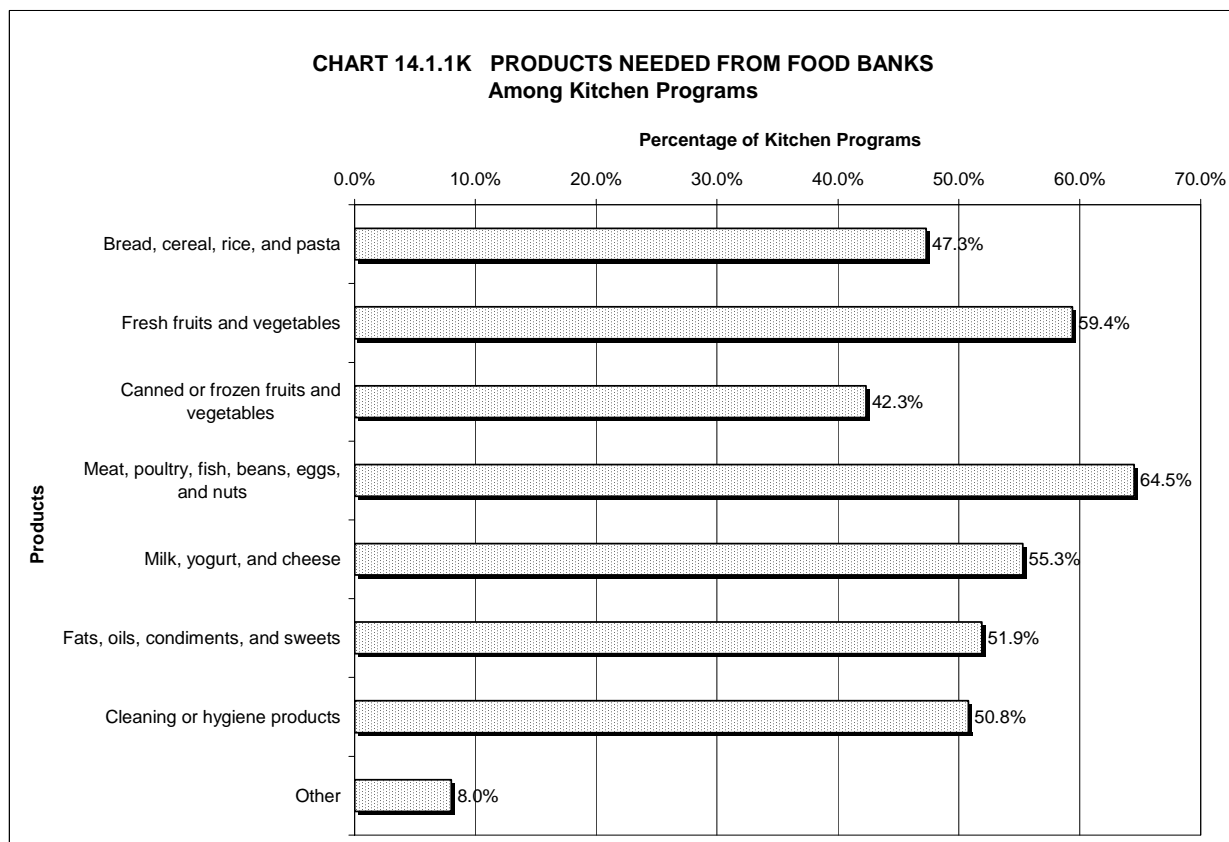 CHART 14.1.1K PRODUCTS NEEDED FROM FOOD BANKS
Among Kitchen Programs
Percentage of Kitchen Programs
0.0% 10.0% 20.0% 30.0% 40.0% 50.0% 60.0% 70.0%
Products
Bread, cereal, rice, and pasta 47.3%
Fresh fruits and vegetables 59.4%
Canned or frozen fruits and
vegetables 42.3%
Meat, poultry, fish, beans, eggs,
and nuts 64.5%
Milk, yogurt, and cheese 55.3%
Fats, oils, condiments, and sweets 51.9%
Cleaning or hygiene products 50.8%
Other 8.0%